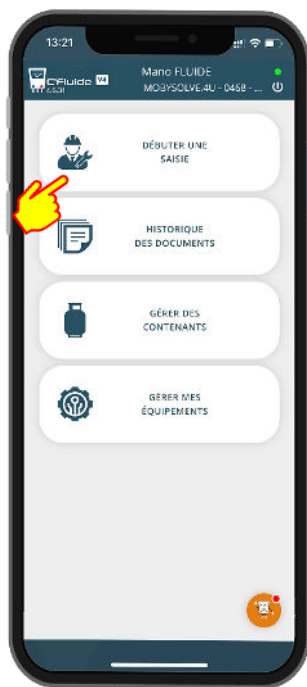 13:21
CFluide V4
Mano FLUIDE
MOBYSOLVE.4U - 0458 - ...
DÉBUTER UNE
SAISIE
HISTORIQUE
DES DOCUMENTS
GÉRER DES
CONTENANTS
GÉRER MES
ÉQUIPEMENTS